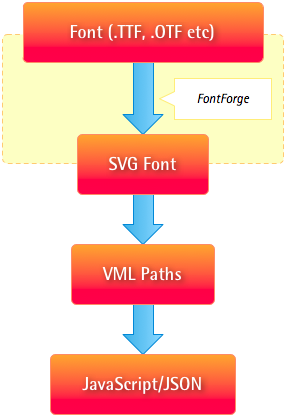 Font (.TTF, .OTF etc)
FontForge
SVG Font
VML Paths
JavaScript/JSON